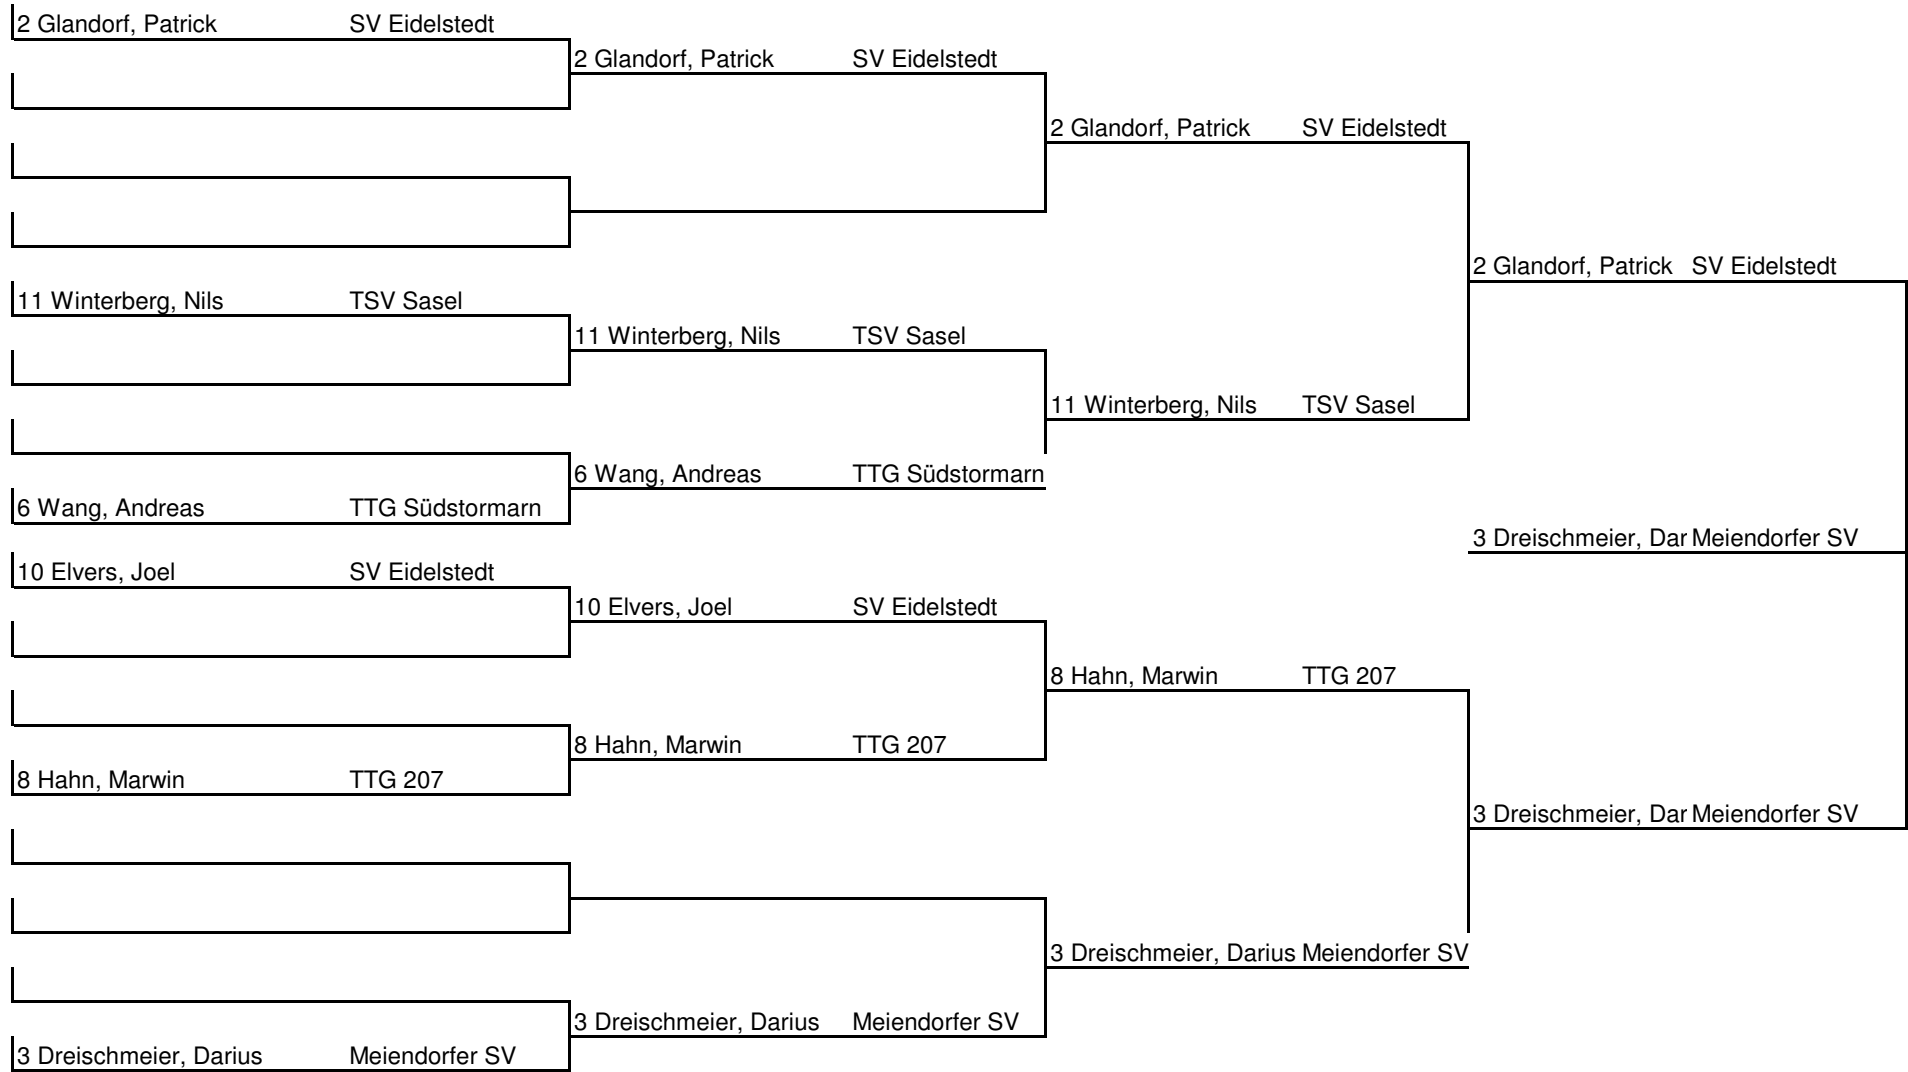 2 Glandorf, Patrick SV Eidelstedt
2 Glandorf, Patrick SV Eidelstedt
2 Glandorf, Patrick SV Eidelstedt
2 Glandorf, Patrick SV Eidelstedt
11 Winterberg, Nils TSV Sasel
11 Winterberg, Nils TSV Sasel
11 Winterberg, Nils TSV Sasel
6 Wang, Andreas TTG Südstormarn
6 Wang, Andreas TTG Südstormarn
3 Dreischmeier, Dar Meiendorfer SV
10 Elvers, Joel SV Eidelstedt
10 Elvers, Joel SV Eidelstedt
8 Hahn, Marwin TTG 207
8 Hahn, Marwin TTG 207
8 Hahn, Marwin TTG 207
3 Dreischmeier, Dar Meiendorfer SV
3 Dreischmeier, Darius Meiendorfer SV
3 Dreischmeier, Darius Meiendorfer SV
3 Dreischmeier, Darius Meiendorfer SV